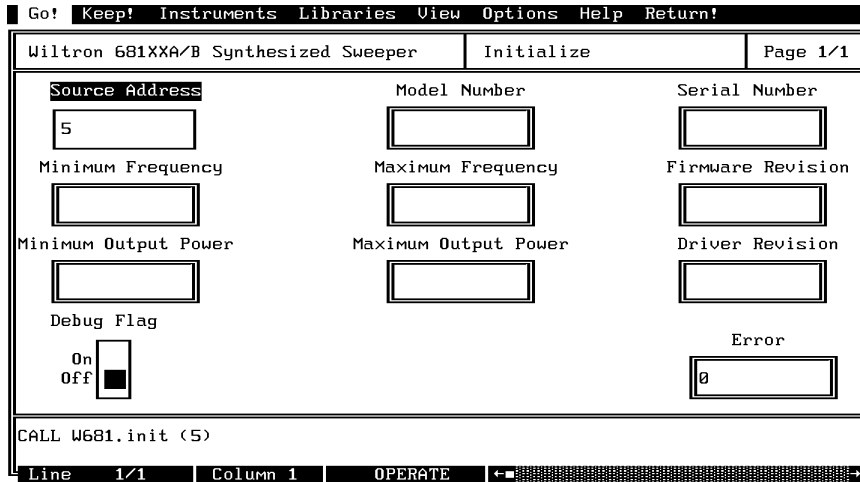 Go! Keep! Instruments Libraries View Options Help Return!
Wiltron 681XXA/B Synthesized Sweeper Initialize Page 1/1
Source Address Model Number Serial Number
5
Minimum Frequency Maximum Frequency Firmware Revision
Minimum Output Power Maximum Output Power Driver Revision
Debug Flag
Error
On
Off
0
CALL W681.init (5)
Line 1/1 Column 1 OPERATE